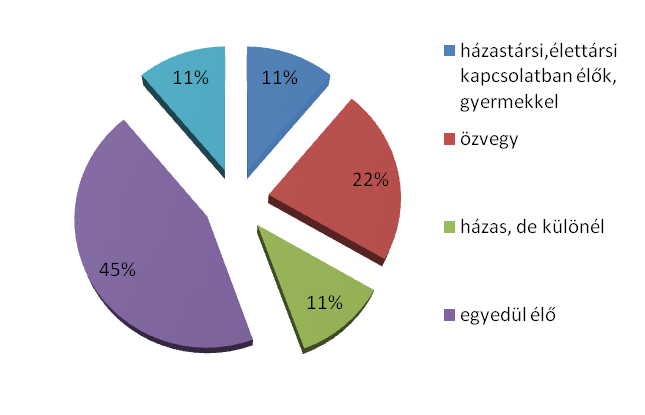 11%
11%
22%
11%
45%
házastársi,élettársi
kapcsolatban élők,
gyermekkel
özvegy
házas, de különél
egyedül élő